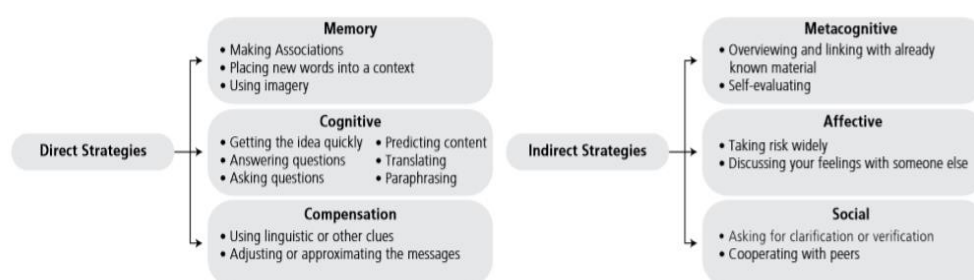 Direct Strategies
Memory
• Making Associations
• Placing new words into a context
• Using imagery
Cognitive
• Getting the idea quickly • Predicting content
• Answering questions • Translating
• Asking questions • Paraphrasing
Compensation
• Using linguistic or other clues
• Adjusting or approximating the messages
Indirect Strategies
Metacognitive
• Overviewing and linking with already
known material
• Self-evaluating
Affective
• Taking risk widely
• Discussing your feelings with someone else
Social
• Asking for clarification or verification
• Cooperating with peers